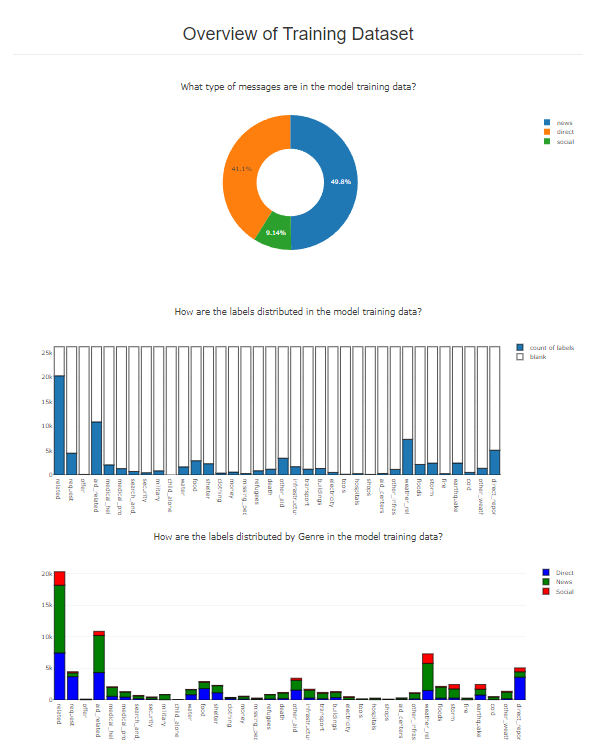 Overview of Training Dataset
What type of messages are in the model training data?
news
direct
social
41.1%
49.8%
9.14%
How are the labels distributed in the model training data?
count of labels
blank
25k
20k
15k
10k
5k
0
related
request
offer
aid_related
medical_hel
medical_pro
search_and_
security
military
child_alone
water
food
shelter
clothing
money
missing_peo
refugees
death
other_aid
infrastructur
transport
buildings
electricity
tools
hospitals
shops
aid_centers
other_infras
weather_rel
floods
storm
fire
earthquake
cold
other_weath
direct_repor
How are the labels distributed by Genre in the model training data?
Direct
News
Social
20k
15k
10k
5k
0
related
request
offer
aid_related
medical_hel
medical_pro
search_and_
security
military
child_alone
water
food
shelter
clothing
money
missing_peo
refugees
death
other_aid
infrastructur
transport
buildings
electricity
tools
hospitals
shops
aid_centers
other_infras
weather_rel
floods
storm
fire
earthquake
cold
other_weath
direct_repor